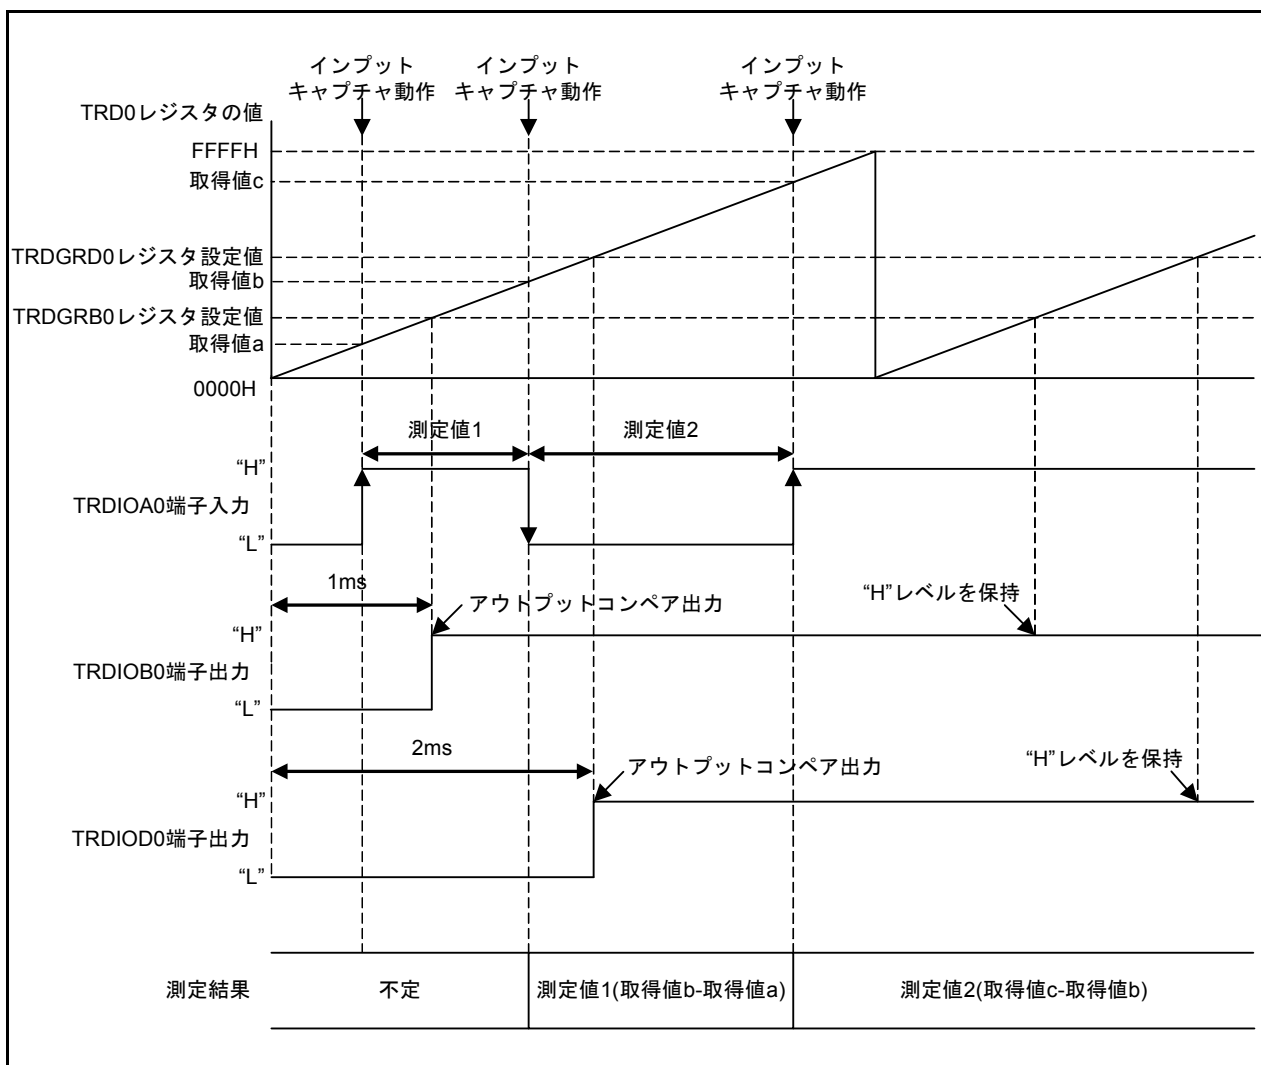 インプット
キャプチャ動作
インプット
キャプチャ動作
インプット
キャプチャ動作
TRD0レジスタの値
FFFFH
取得値c
TRDGRD0レジスタ設定値
取得値b
TRDGRB0レジスタ設定値
取得値a
0000H
測定値1
測定値2
“H”
TRDIOA0端子入力
“L”
1ms
アウトプットコンペア出力
“H”レベルを保持
“H”
TRDIOB0端子出力
“L”
2ms
アウトプットコンペア出力
“H”レベルを保持
“H”
TRDIOD0端子出力
“L”
測定結果
不定
測定値1(取得値b-取得値a)
測定値2(取得値c-取得値b)